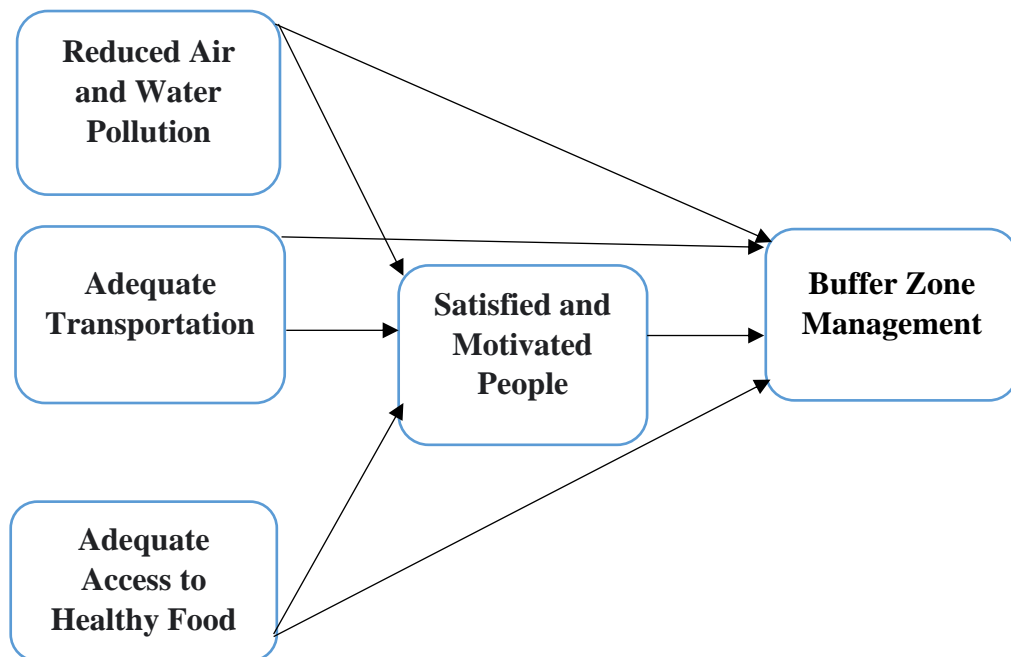 Reduced Air
and Water
Pollution
Adequate
Transportation
Satisfied and
Motivated
People
Buffer Zone
Management
Adequate
Access to
Healthy Food